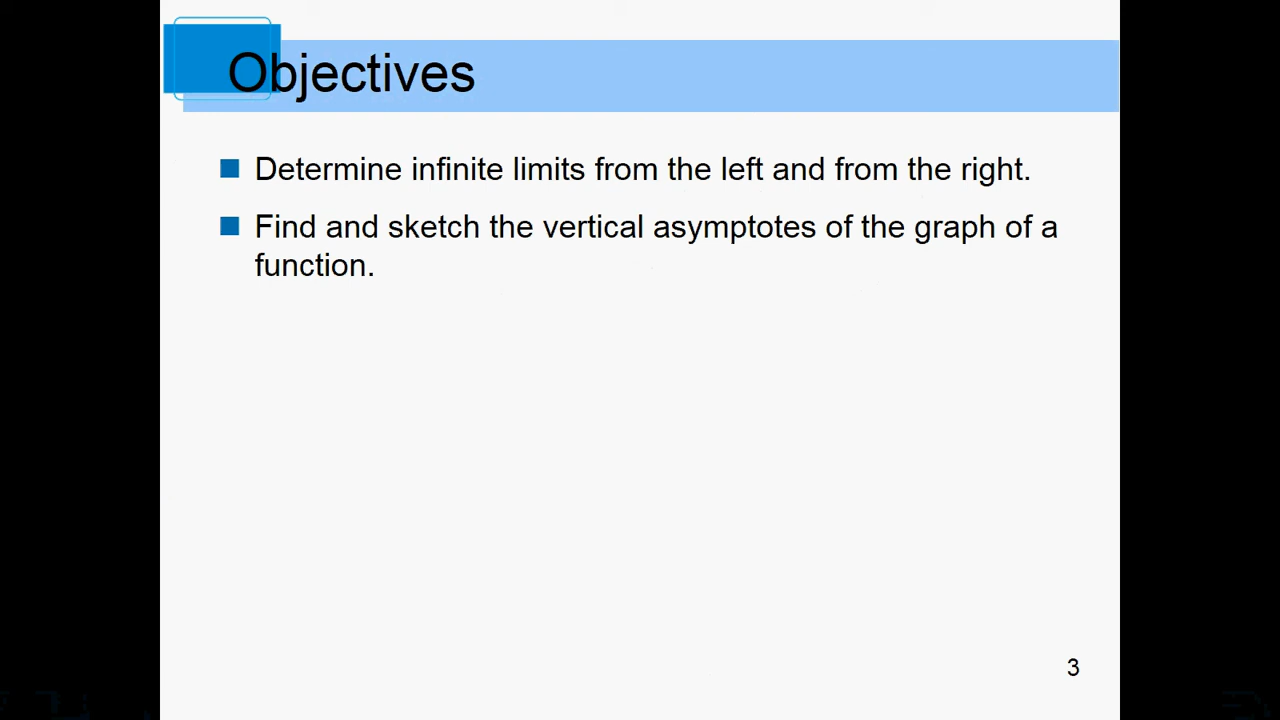 Objectives
Determine infinite limits from the left and from the right.
Find and sketch the vertical asymptotes of the graph of a
function.
3